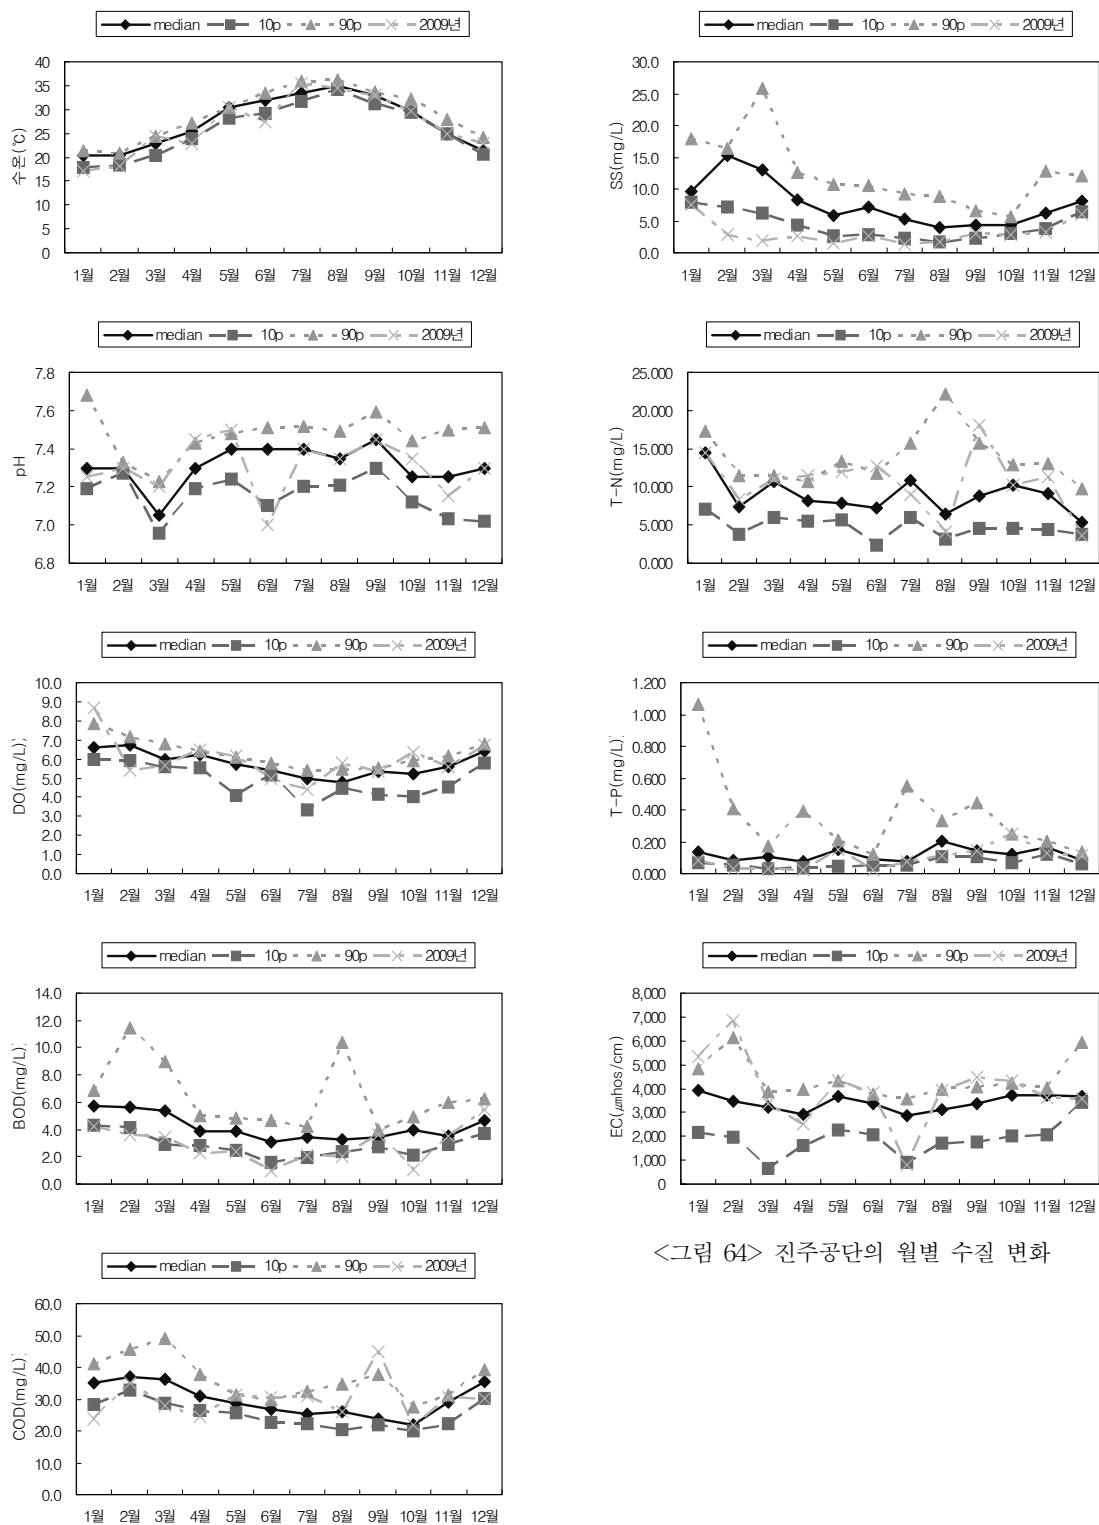 median 10p 90p 2009년
수온(℃)
40
35
30
25
20
15
10
5
0
1월 2월 3월 4월 5월 6월 7월 8월 9월 10월 11월 12월
median 10p 90p 2009년
pH
7.8
7.6
7.4
7.2
7.0
6.8
1월 2월 3월 4월 5월 6월 7월 8월 9월 10월 11월 12월
median 10p 90p 2009년
DO(mg/L)
10.0
9.0
8.0
7.0
6.0
5.0
4.0
3.0
2.0
1.0
0.0
1월 2월 3월 4월 5월 6월 7월 8월 9월 10월 11월 12월
median 10p 90p 2009년
BOD(mg/L)
14.0
12.0
10.0
8.0
6.0
4.0
2.0
0.0
1월 2월 3월 4월 5월 6월 7월 8월 9월 10월 11월 12월
median 10p 90p 2009년
COD(mg/L)
60.0
50.0
40.0
30.0
20.0
10.0
0.0
1월 2월 3월 4월 5월 6월 7월 8월 9월 10월 11월 12월
median 10p 90p 2009년
SS(mg/L)
30.0
25.0
20.0
15.0
10.0
5.0
0.0
1월 2월 3월 4월 5월 6월 7월 8월 9월 10월 11월 12월
median 10p 90p 2009년
T-N(mg/L)
25.000
20.000
15.000
10.000
5.000
0.000
1월 2월 3월 4월 5월 6월 7월 8월 9월 10월 11월 12월
median 10p 90p 2009년
T-P(mg/L)
1.200
1.000
0.800
0.600
0.400
0.200
0.000
1월 2월 3월 4월 5월 6월 7월 8월 9월 10월 11월 12월
median 10p 90p 2009년
EC(㎛hos/cm)
8,000
7,000
6,000
5,000
4,000
3,000
2,000
1,000
0
1월 2월 3월 4월 5월 6월 7월 8월 9월 10월 11월 12월
<그림 64> 진주공단의 월별 수질 변화